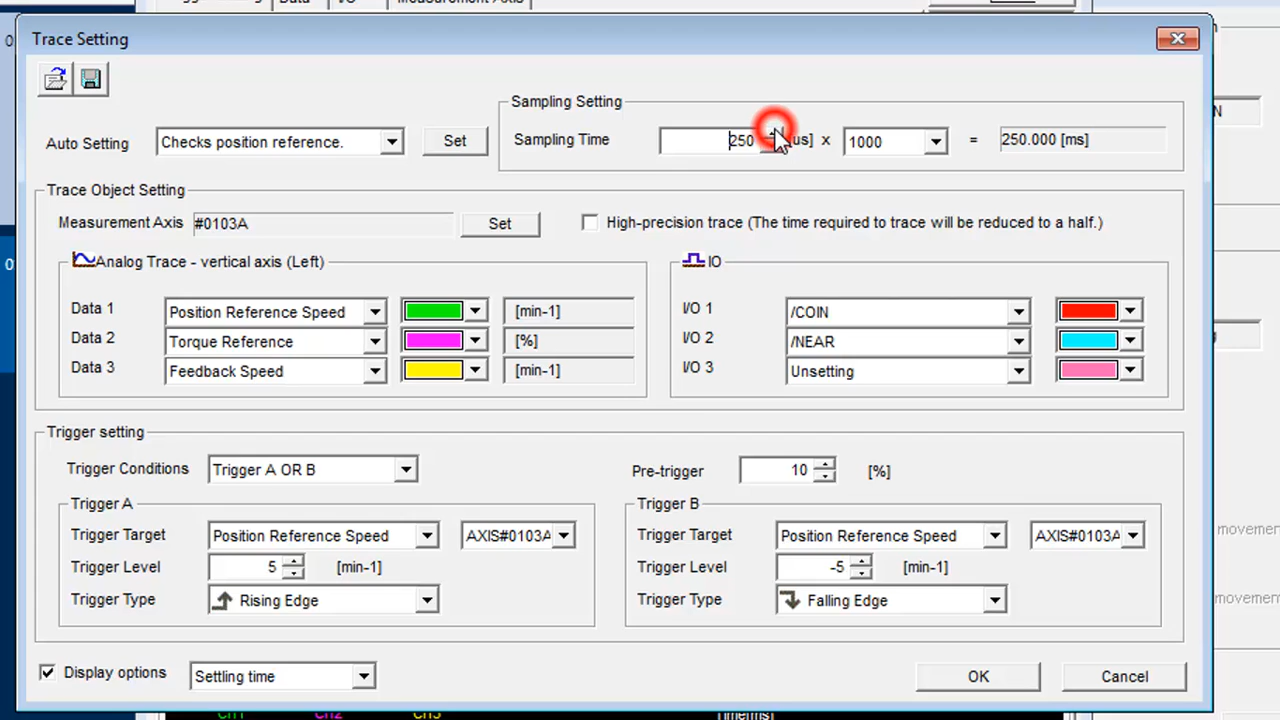 Trace Setting
Sampling Setting
Auto Setting Checks position reference. Set Sampling Time 250 [us] x 1000 = 250.000 [ms]
Trace Object Setting
Measurement Axis #0103A Set High-precision trace (The time required to trace will be reduced to a half.)
Analog Trace - vertical axis (Left) IO
Data 1 Position Reference Speed [min-1] I/O 1 /COIN
Data 2 Torque Reference [%] I/O 2 /NEAR
Data 3 Feedback Speed [min-1] I/O 3 Unsetting
Trigger setting
Trigger Conditions Trigger A OR B Pre-trigger 10 [%]
Trigger A Trigger B
Trigger Target Position Reference Speed AXIS#0103A Trigger Target Position Reference Speed AXIS#0103A
Trigger Level 5 [min-1] Trigger Level -5 [min-1]
Trigger Type Rising Edge Trigger Type Falling Edge
Display options Settling time OK Cancel
movement
movement